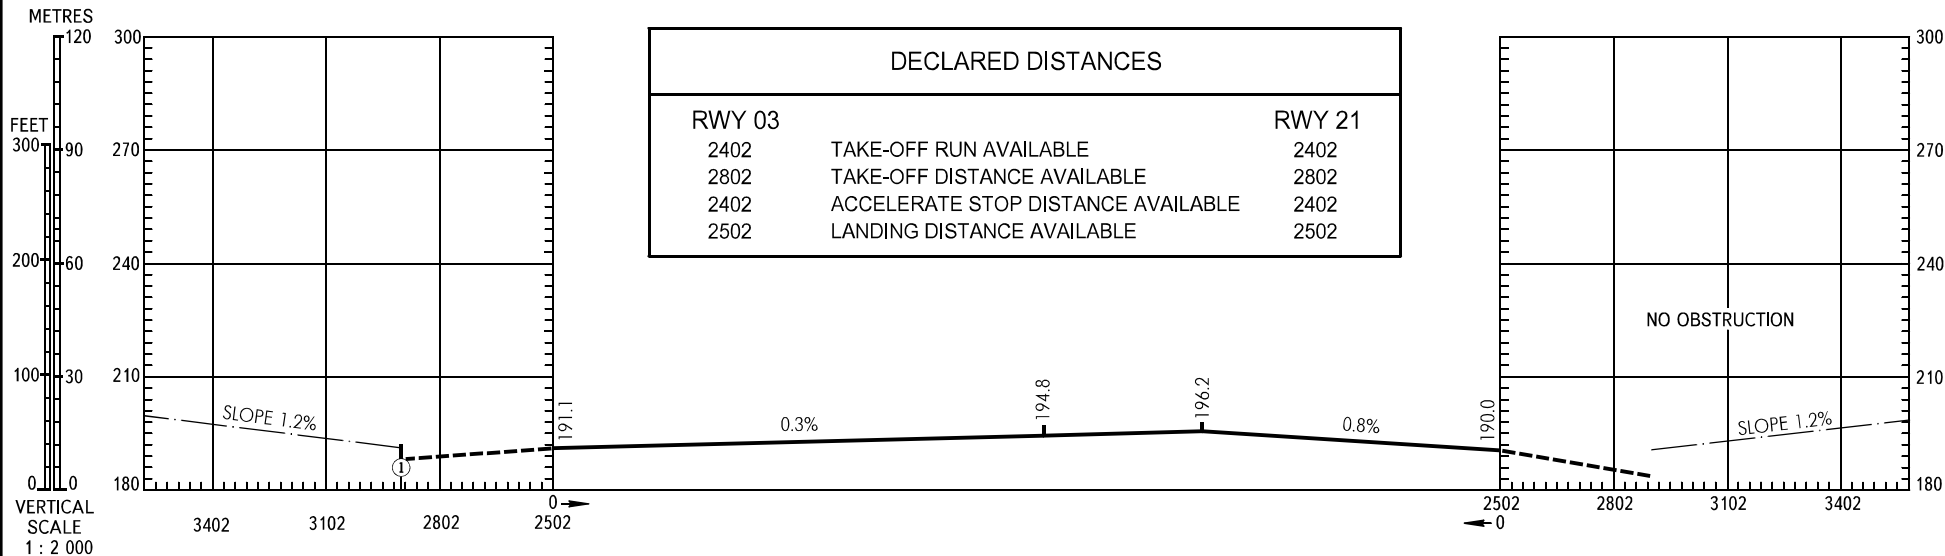 METRES
120
300
FEET
300
90
270
200
60
240
100
30
210
0
0
180
VERTICAL
SCALE
1 : 2 000
SLOPE 1.2%
1
3402
3102
2802
2502
0
DECLARED DISTANCES
RWY 03 RWY 21
2402 TAKE-OFF RUN AVAILABLE 2402
2802 TAKE-OFF DISTANCE AVAILABLE 2802
2402 ACCELERATE STOP DISTANCE AVAILABLE 2402
2502 LANDING DISTANCE AVAILABLE 2502
191.1
0.3%
194.8
196.2
0.8%
190.0
300
270
240
NO OBSTRUCTION
210
SLOPE 1.2%
180
2502
2802
3102
3402
0